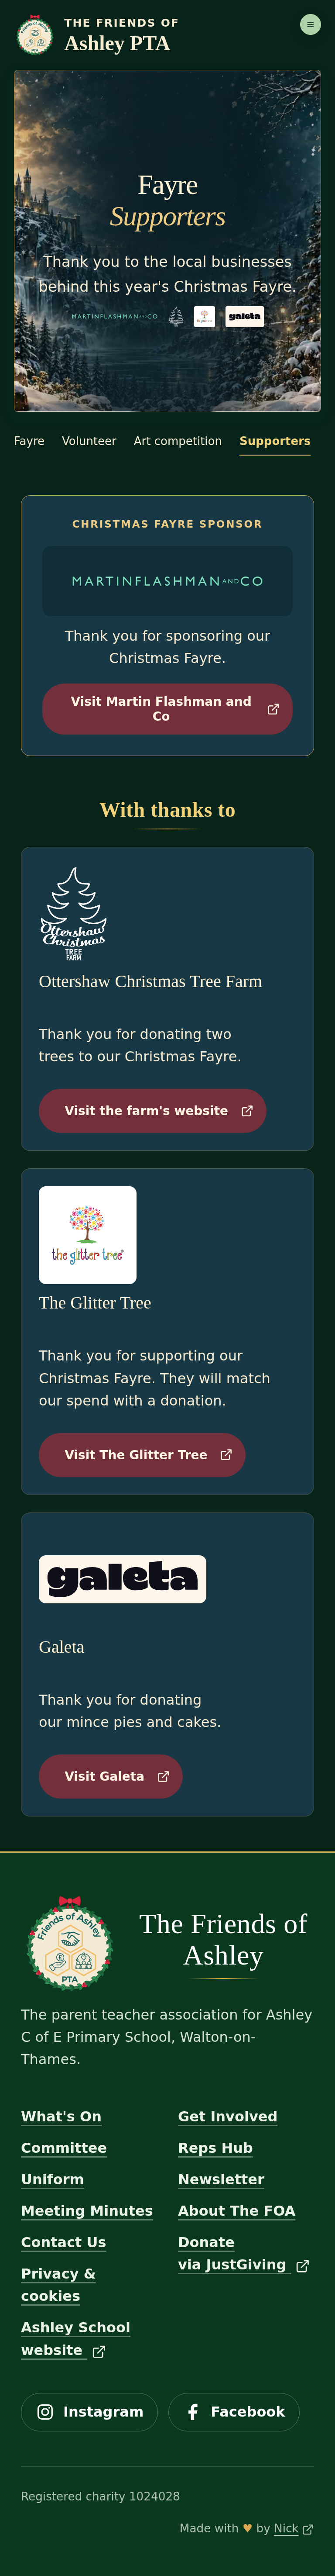 THE FRIENDS OF
Ashley PTA
Fayre
Supporters
Thank you to the local businesses
behind this year's Christmas Fayre.
MARTINFLASHMANANDCO
galeta
Fayre Volunteer Art competition Supporters
CHRISTMAS FAYRE SPONSOR
MARTINFLASHMANANDCO
Thank you for sponsoring our
Christmas Fayre.
Visit Martin Flashman and
Co
With thanks to
Ottershaw
Christmas
TREE
FARM
Ottershaw Christmas Tree Farm
Thank you for donating two
trees to our Christmas Fayre.
Visit the farm's website
the glitter tree
The Glitter Tree
Thank you for supporting our
Christmas Fayre. They will match
our spend with a donation.
Visit The Glitter Tree
galeta
Galeta
Thank you for donating
our mince pies and cakes.
Visit Galeta
Friends of Ashley
PTA
The Friends of
Ashley
The parent teacher association for Ashley
C of E Primary School, Walton-on-
Thames.
What's On
Committee
Uniform
Meeting Minutes
Contact Us
Privacy &
cookies
Ashley School
website
Get Involved
Reps Hub
Newsletter
About The FOA
Donate
via JustGiving
Instagram
Facebook
Registered charity 1024028
Made with ♥ by Nick